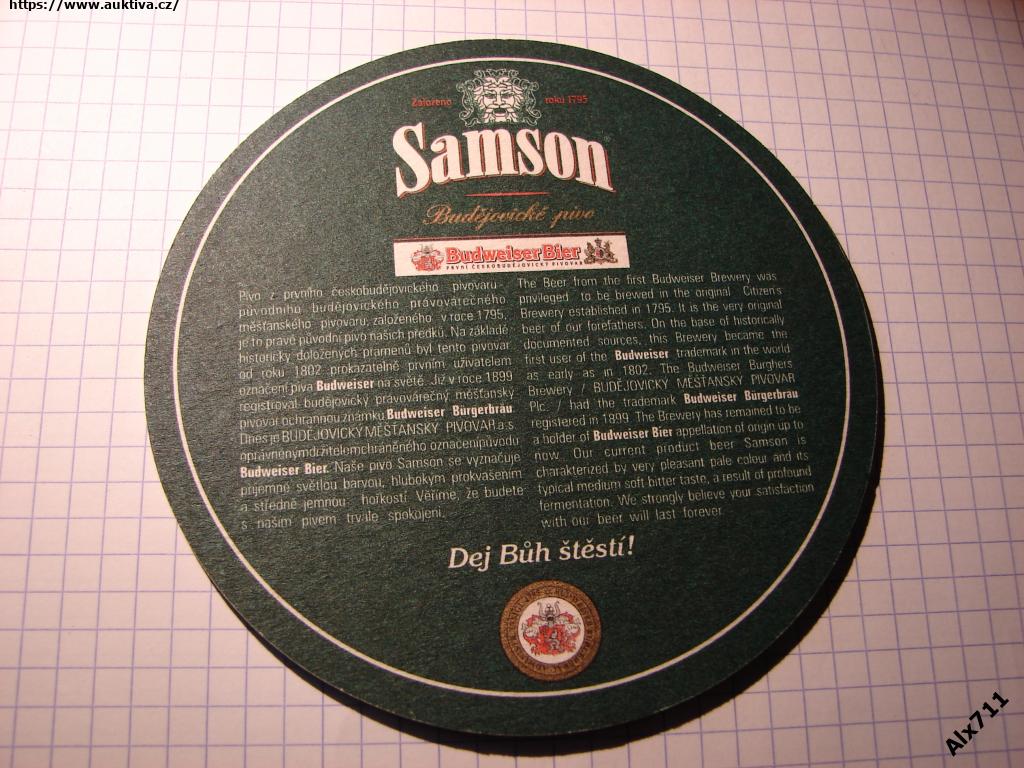 https://www.auktiva.cz/
Založeno roku 1795
Samson
Budějovické pivo
Budweiser Bier
PRVNÍ ČESKOBUDĚJOVICKÝ PIVOVAR
Pivo z prvního českobudějovického pivovaru-
původního budějovického právovátečného
měšťanského pivovaru, založeného v roce 1795,
je to pravé původní pivo našich předků. Na základě
historicky doložených pramenů byl tento pivovar
od roku 1802 prokazatelně prvním uživatelem
označení piva Budweiser na světě. Již v roce 1899
registroval budějovický právovárečný měšťanský
pivovar ochrannou známku Budweiser Bürgerbräu.
Dnes je BUDĚJOVICKÝ MĚŠŤANSKÝ PIVOVAR a.s.
oprávněným držitelem chráněného označení původu
Budweiser Bier. Naše pivo Samson se vyznačuje
příjemně světlou barvou, hlubokým prokvašením
a středně jemnou hořkostí. Věříme, že budete
s naším pivem trvale spokojeni.
The Beer from the first Budweiser Brewery was
privileged to be brewed in the original Citizen's
Brewery established in 1795. It is the very original
beer of our forefathers. On the base of historically
documented sources, this Brewery became the
first user of the Budweiser trademark in the world
as early as in 1802. The Budweiser Burghers
Brewery / BUDĚJOVICKÝ MĚŠŤANSKÝ PIVOVAR
Plc. / had the trademark Budweiser Bürgerbräu
registered in 1899. The Brewery has remained to be
a holder of Budweiser Bier appellation of origin up to
now. Our current product beer Samson is
charakterized by very pleasant pale colour and its
typical medium soft bitter taste, a result of profound
fermentation. We strongly believe your satisfaction
with our beer will last forever.
Dej Bůh štěstí!
Alx711